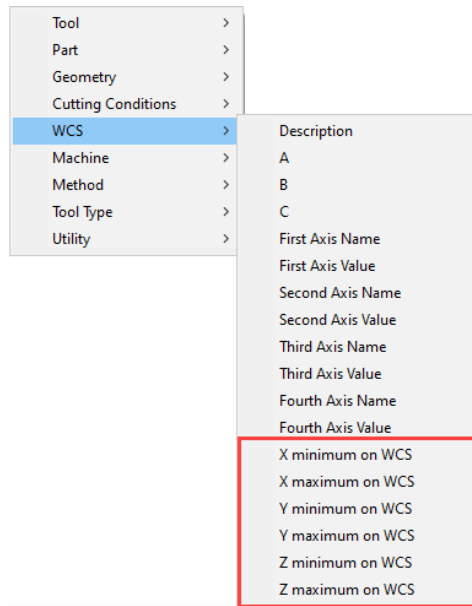 Tool
Part
Geometry
Cutting Conditions
WCS
Machine
Method
Tool Type
Utility
Description
A
B
C
First Axis Name
First Axis Value
Second Axis Name
Second Axis Value
Third Axis Name
Third Axis Value
Fourth Axis Name
Fourth Axis Value
X minimum on WCS
X maximum on WCS
Y minimum on WCS
Y maximum on WCS
Z minimum on WCS
Z maximum on WCS